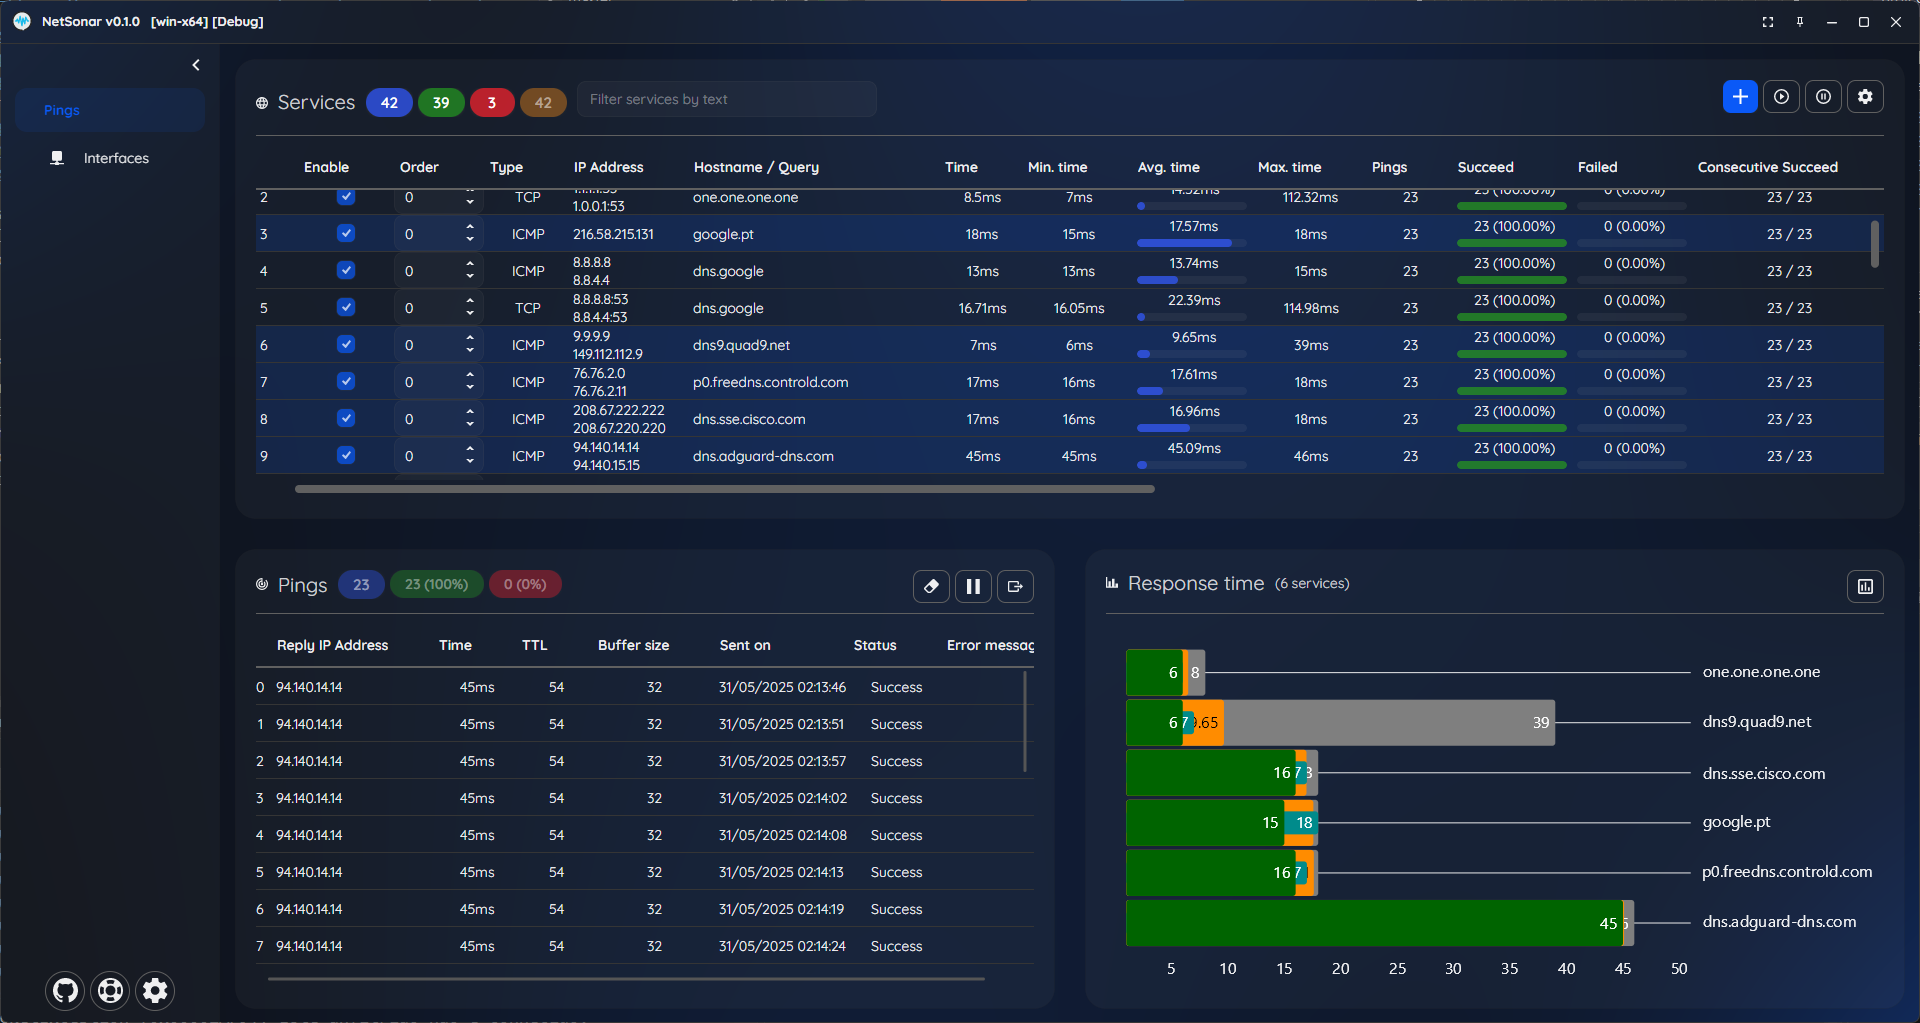 NetSonar v0.1.0 [win-x64] [Debug]
Pings
Interfaces
Services 42 39 3 42 Filter services by text
Enable Order Type IP Address Hostname / Query Time Min. time Avg. time Max. time Pings Succeed Failed Consecutive Succeed
2 0 TCP 1.0.0.1:53 one.one.one.one 8.5ms 7ms 14.52ms 112.32ms 23 23 (100.00%) 0 (0.00%) 23 / 23
3 0 ICMP 216.58.215.131 google.pt 18ms 15ms 17.57ms 18ms 23 23 (100.00%) 0 (0.00%) 23 / 23
4 0 ICMP 8.8.8.8 dns.google 13ms 13ms 13.74ms 15ms 23 23 (100.00%) 0 (0.00%) 23 / 23
8.8.4.4
5 0 TCP 8.8.8.8:53 dns.google 16.71ms 16.05ms 22.39ms 114.98ms 23 23 (100.00%) 0 (0.00%) 23 / 23
8.8.4.4:53
6 0 ICMP 9.9.9.9 dns9.quad9.net 7ms 6ms 9.65ms 39ms 23 23 (100.00%) 0 (0.00%) 23 / 23
149.112.112.9
7 0 ICMP 76.76.2.0 p0.freedns.controld.com 17ms 16ms 17.61ms 18ms 23 23 (100.00%) 0 (0.00%) 23 / 23
76.76.2.11
8 0 ICMP 208.67.222.222 dns.sse.cisco.com 17ms 16ms 16.96ms 18ms 23 23 (100.00%) 0 (0.00%) 23 / 23
208.67.220.220
9 0 ICMP 94.140.14.14 dns.adguard-dns.com 45ms 45ms 45.09ms 46ms 23 23 (100.00%) 0 (0.00%) 23 / 23
94.140.15.15
Pings 23 23 (100%) 0 (0%)
Reply IP Address Time TTL Buffer size Sent on Status Error messag
0 94.140.14.14 45ms 54 32 31/05/2025 02:13:46 Success
1 94.140.14.14 45ms 54 32 31/05/2025 02:13:51 Success
2 94.140.14.14 45ms 54 32 31/05/2025 02:13:57 Success
3 94.140.14.14 45ms 54 32 31/05/2025 02:14:02 Success
4 94.140.14.14 45ms 54 32 31/05/2025 02:14:08 Success
5 94.140.14.14 45ms 54 32 31/05/2025 02:14:13 Success
6 94.140.14.14 45ms 54 32 31/05/2025 02:14:19 Success
7 94.140.14.14 45ms 54 32 31/05/2025 02:14:24 Success
Response time (6 services)
6 8 one.one.one.one
6 7 9.65 39 dns9.quad9.net
16 7 dns.sse.cisco.com
15 18 google.pt
16 7 p0.freedns.controld.com
45 dns.adguard-dns.com
5 10 15 20 25 30 35 40 45 50